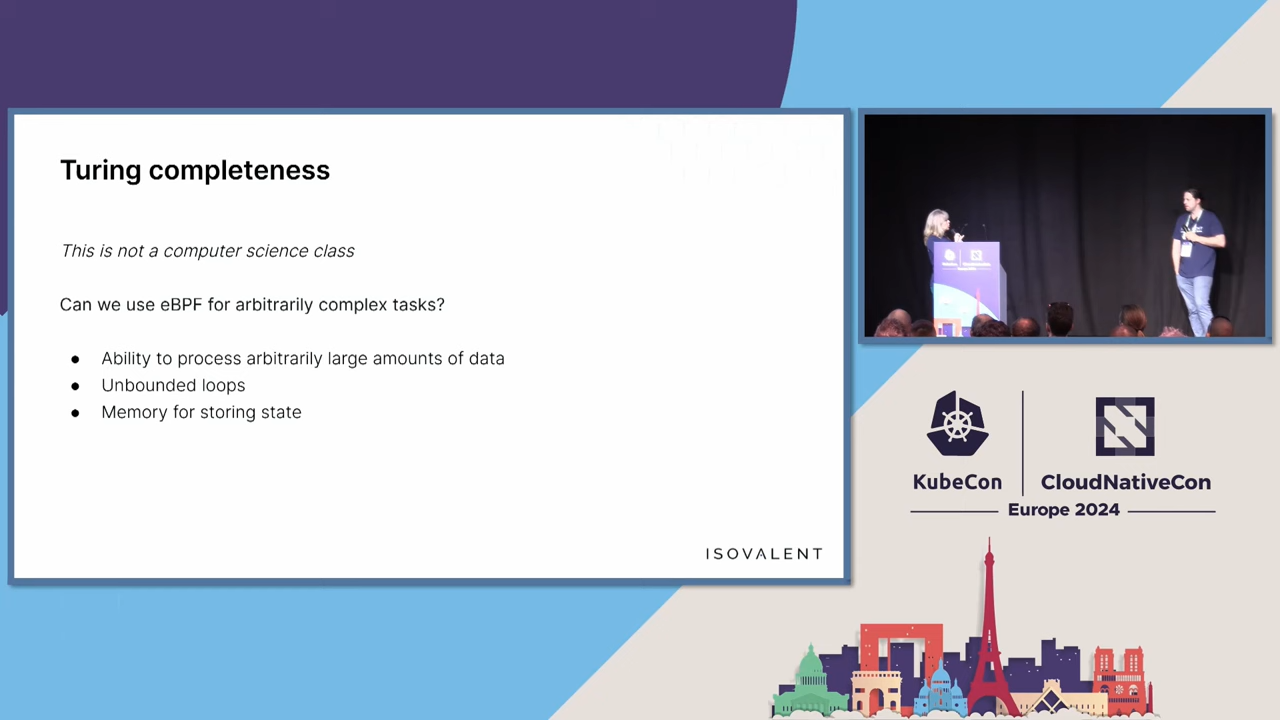 Turing completeness
This is not a computer science class
Can we use eBPF for arbitrarily complex tasks?
● Ability to process arbitrarily large amounts of data
● Unbounded loops
● Memory for storing state
ISOVALENT
KubeCon
CloudNativeCon
Europe 2024